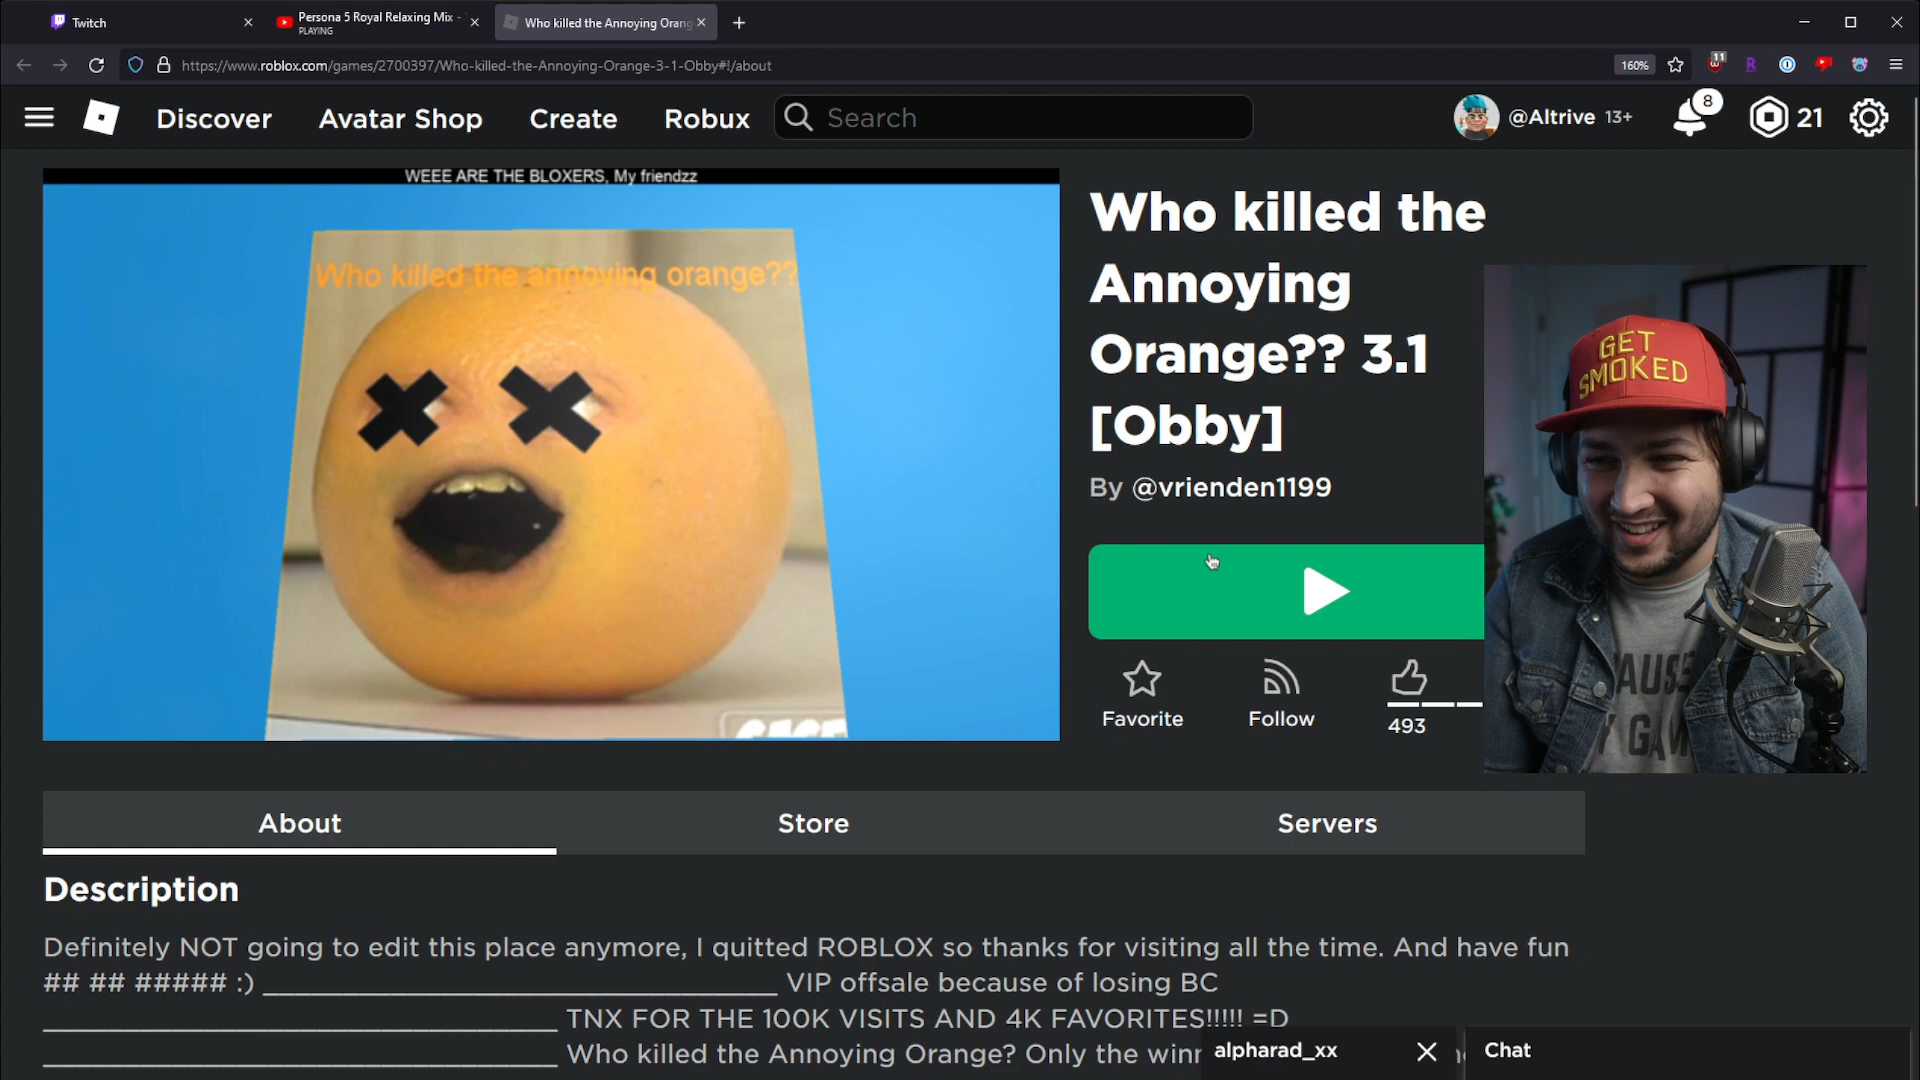 Twitch
Persona 5 Royal Relaxing Mix -
PLAYING
Who killed the Annoying Orang
https://www.roblox.com/games/2700397/Who-killed-the-Annoying-Orange-3-1-Obby#!/about
160%
11
Discover
Avatar Shop
Create
Robux
Search
@Altrive 13+
8
21
WEEE ARE THE BLOXERS, My friendzz
Who killed the annoying orange??
Who killed the
Annoying
Orange?? 3.1
[Obby]
By @vrienden1199
GET
SMOKED
Favorite
Follow
493
About
Store
Servers
Description
Definitely NOT going to edit this place anymore, I quitted ROBLOX so thanks for visiting all the time. And have fun
## ## ##### :) ________________________________ VIP offsale because of losing BC
________________________________ TNX FOR THE 100K VISITS AND 4K FAVORITES!!!!! =D
________________________________ Who killed the Annoying Orange? Only the winn
alpharad_xx
Chat